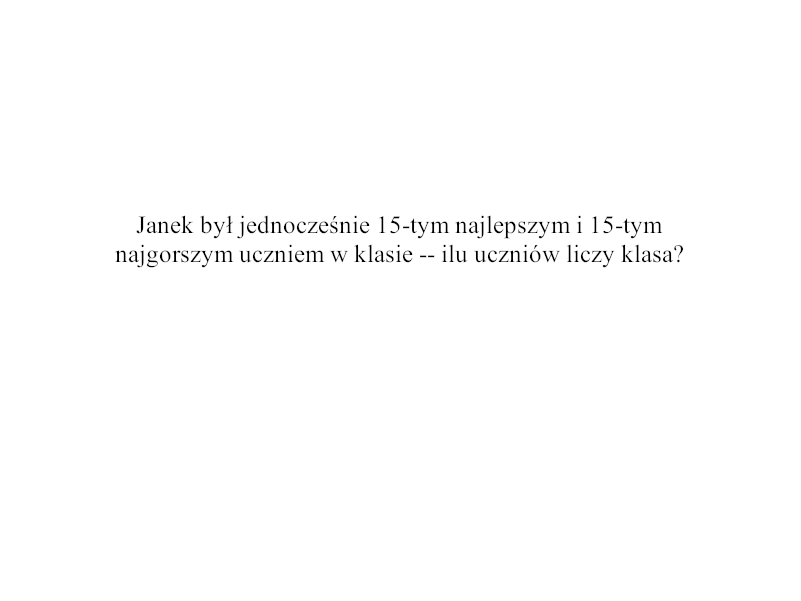 Janek był jednocześnie 15-tym najlepszym i 15-tym
najgorszym uczniem w klasie -- ilu uczniów liczy klasa?